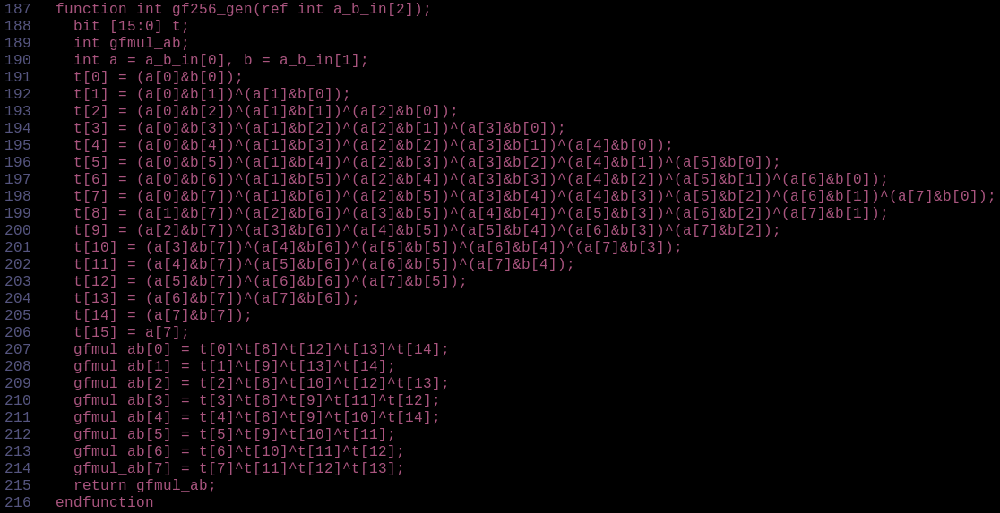 187 function int gf256_gen(ref int a_b_in[2]);
188 bit [15:0] t;
189 int gfmul_ab;
190 int a = a_b_in[0], b = a_b_in[1];
191 t[0] = (a[0]&b[0]);
192 t[1] = (a[0]&b[1])^(a[1]&b[0]);
193 t[2] = (a[0]&b[2])^(a[1]&b[1])^(a[2]&b[0]);
194 t[3] = (a[0]&b[3])^(a[1]&b[2])^(a[2]&b[1])^(a[3]&b[0]);
195 t[4] = (a[0]&b[4])^(a[1]&b[3])^(a[2]&b[2])^(a[3]&b[1])^(a[4]&b[0]);
196 t[5] = (a[0]&b[5])^(a[1]&b[4])^(a[2]&b[3])^(a[3]&b[2])^(a[4]&b[1])^(a[5]&b[0]);
197 t[6] = (a[0]&b[6])^(a[1]&b[5])^(a[2]&b[4])^(a[3]&b[3])^(a[4]&b[2])^(a[5]&b[1])^(a[6]&b[0]);
198 t[7] = (a[0]&b[7])^(a[1]&b[6])^(a[2]&b[5])^(a[3]&b[4])^(a[4]&b[3])^(a[5]&b[2])^(a[6]&b[1])^(a[7]&b[0]);
199 t[8] = (a[1]&b[7])^(a[2]&b[6])^(a[3]&b[5])^(a[4]&b[4])^(a[5]&b[3])^(a[6]&b[2])^(a[7]&b[1]);
200 t[9] = (a[2]&b[7])^(a[3]&b[6])^(a[4]&b[5])^(a[5]&b[4])^(a[6]&b[3])^(a[7]&b[2]);
201 t[10] = (a[3]&b[7])^(a[4]&b[6])^(a[5]&b[5])^(a[6]&b[4])^(a[7]&b[3]);
202 t[11] = (a[4]&b[7])^(a[5]&b[6])^(a[6]&b[5])^(a[7]&b[4]);
203 t[12] = (a[5]&b[7])^(a[6]&b[6])^(a[7]&b[5]);
204 t[13] = (a[6]&b[7])^(a[7]&b[6]);
205 t[14] = (a[7]&b[7]);
206 t[15] = a[7];
207 gfmul_ab[0] = t[0]^t[8]^t[12]^t[13]^t[14];
208 gfmul_ab[1] = t[1]^t[9]^t[13]^t[14];
209 gfmul_ab[2] = t[2]^t[8]^t[10]^t[12]^t[13];
210 gfmul_ab[3] = t[3]^t[8]^t[9]^t[11]^t[12];
211 gfmul_ab[4] = t[4]^t[8]^t[9]^t[10]^t[14];
212 gfmul_ab[5] = t[5]^t[9]^t[10]^t[11];
213 gfmul_ab[6] = t[6]^t[10]^t[11]^t[12];
214 gfmul_ab[7] = t[7]^t[11]^t[12]^t[13];
215 return gfmul_ab;
216 endfunction